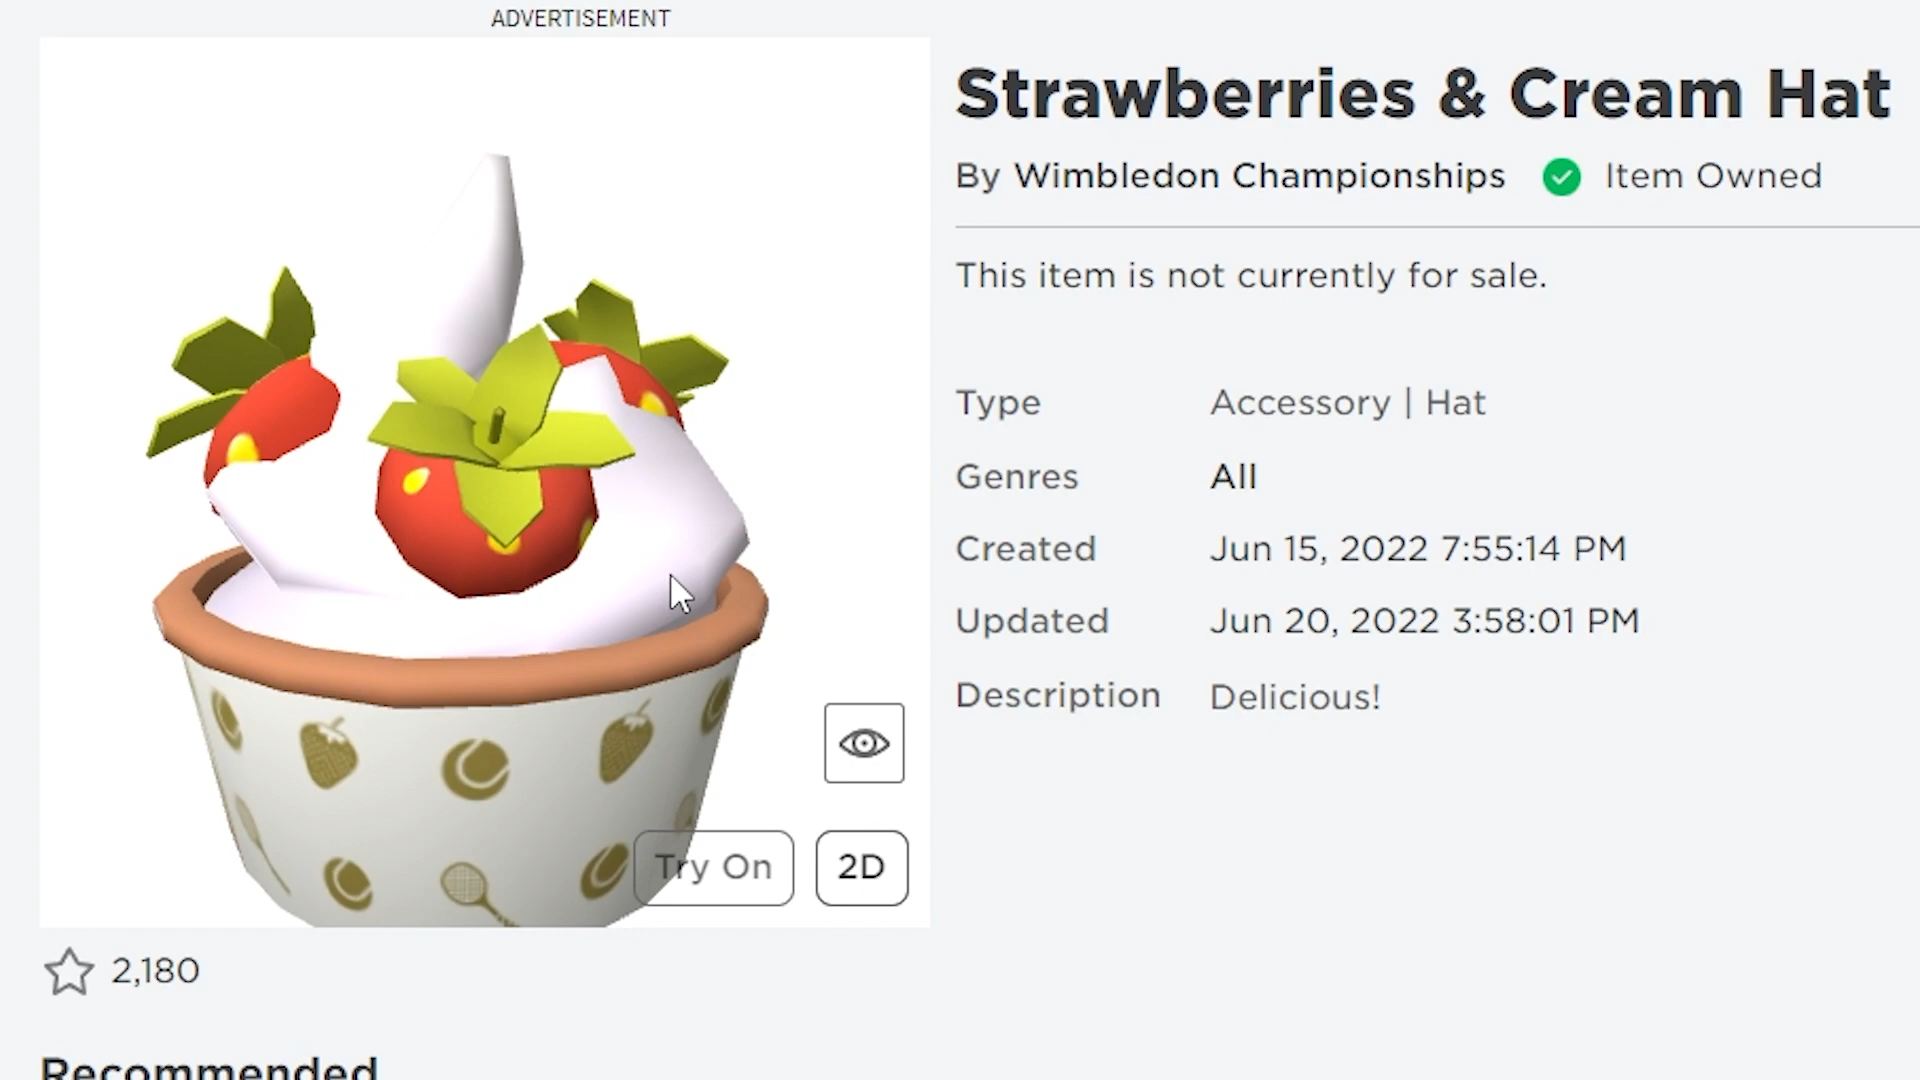 ADVERTISEMENT
Strawberries & Cream Hat
By Wimbledon Championships Item Owned
This item is not currently for sale.
Type Accessory | Hat
Genres All
Created Jun 15, 2022 7:55:14 PM
Updated Jun 20, 2022 3:58:01 PM
Description Delicious!
Try On 2D
2,180
Recommended